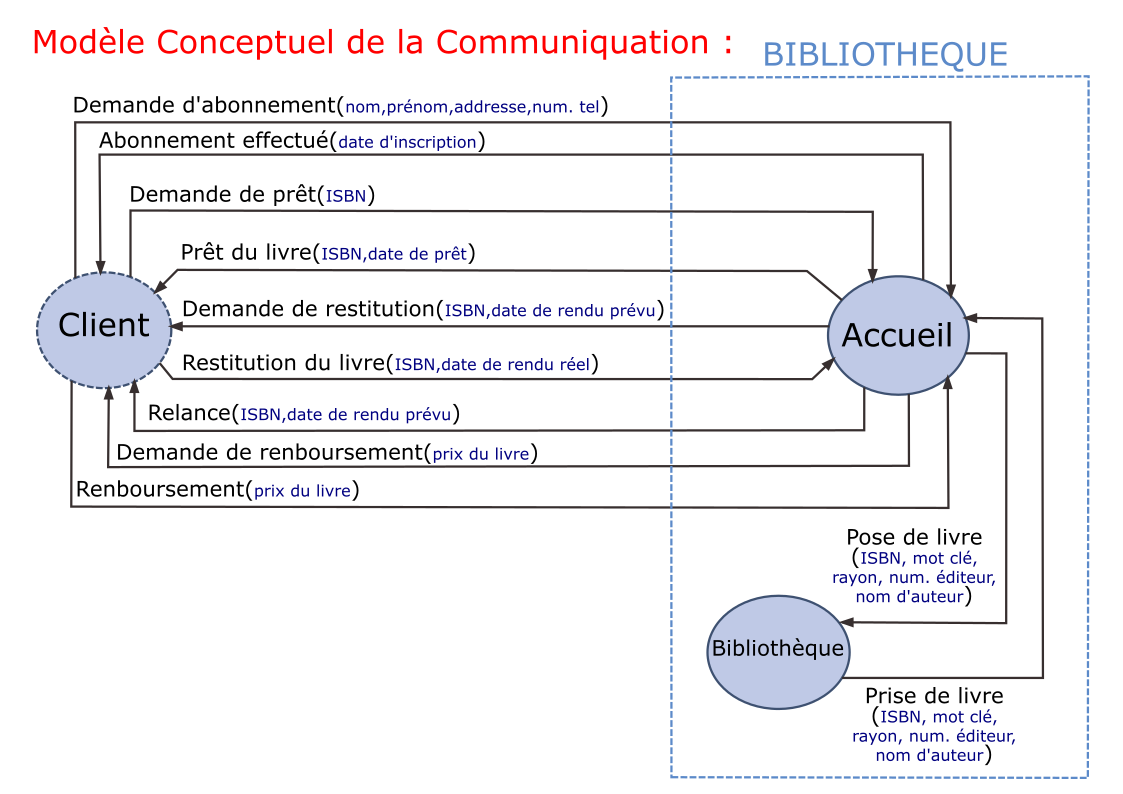 Modèle Conceptuel de la Communiquation :
BIBLIOTHEQUE
Demande d'abonnement(nom,prénom,addresse,num. tel)
Abonnement effectué(date d'inscription)
Demande de prêt(ISBN)
Prêt du livre(ISBN,date de prêt)
Demande de restitution(ISBN,date de rendu prévu)
Client
Accueil
Restitution du livre(ISBN,date de rendu réel)
Relance(ISBN,date de rendu prévu)
Demande de renboursement(prix du livre)
Renboursement(prix du livre)
Pose de livre
(ISBN, mot clé,
rayon, num. éditeur,
nom d'auteur)
Bibliothèque
Prise de livre
(ISBN, mot clé,
rayon, num. éditeur,
nom d'auteur)